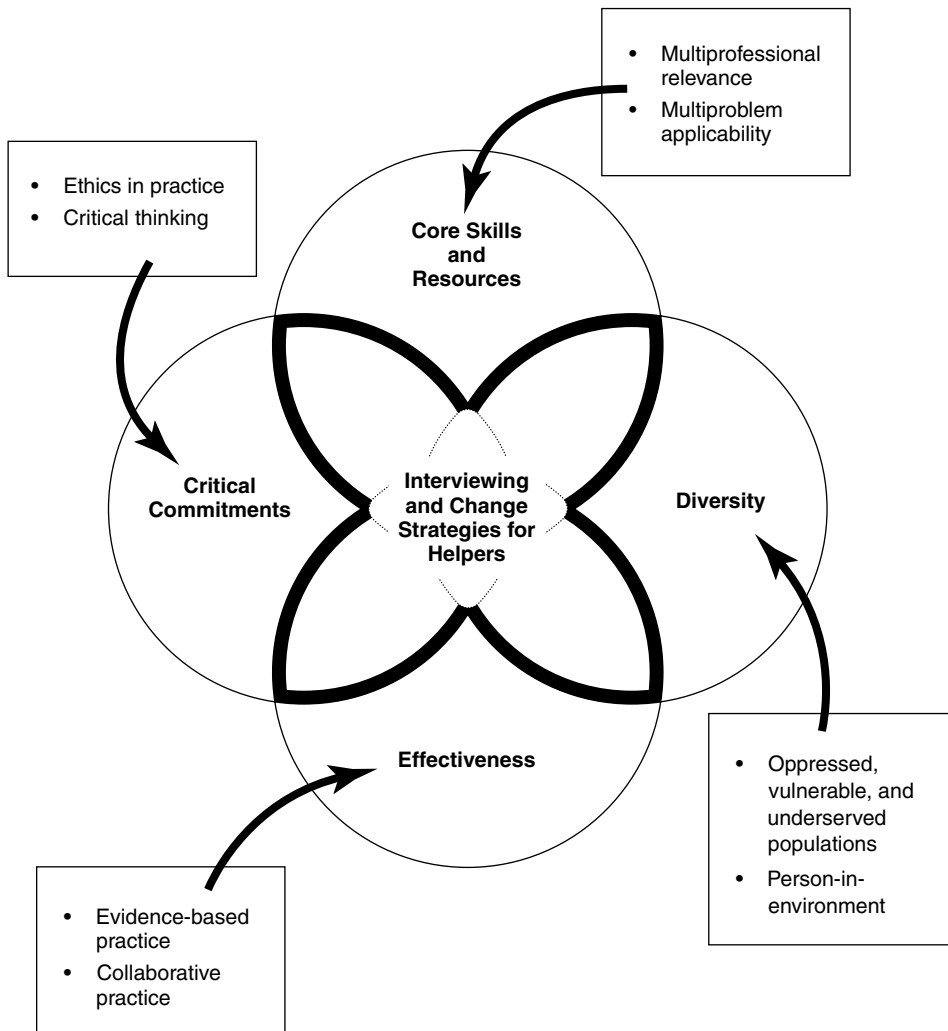 • Multiprofessional
relevance
• Multiproblem
applicability
• Ethics in practice
• Critical thinking
Core Skills
and
Resources
Critical
Commitments
Interviewing
and Change
Strategies for
Helpers
Diversity
Effectiveness
• Oppressed,
vulnerable, and
underserved
populations
• Person-in-
environment
• Evidence-based
practice
• Collaborative
practice